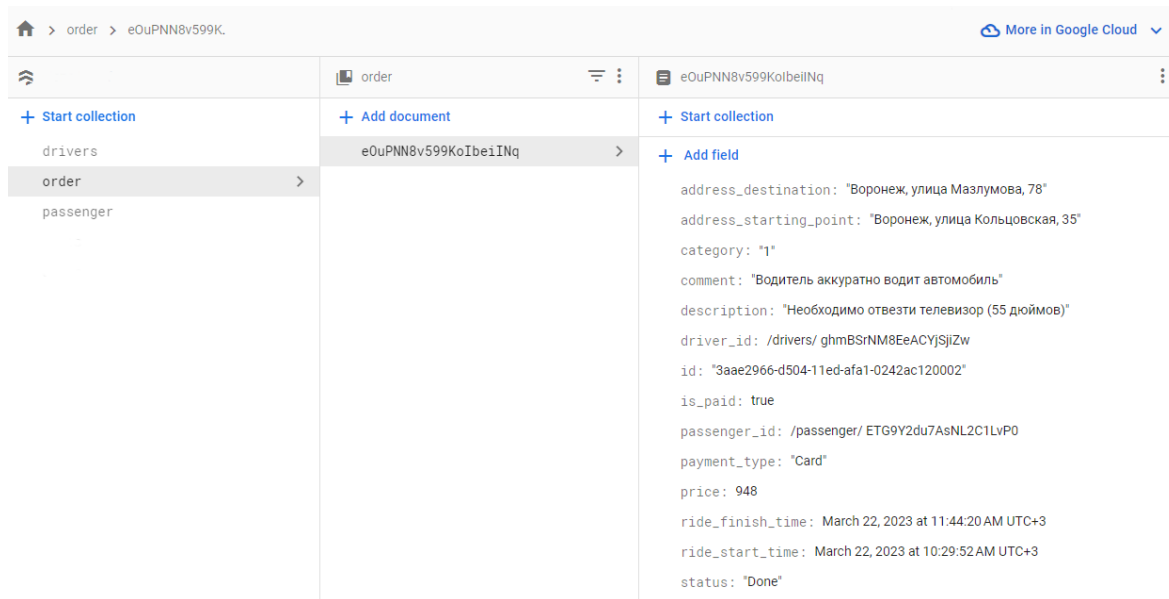 order eOuPNN8v599K.
More in Google Cloud
order
eOuPNN8v599KoIbeiINq
Start collection
Add document
Start collection
drivers
order
passenger
eOuPNN8v599KoIbeiINq
Add field
address_destination: "Воронеж, улица Мазлумова, 78"
address_starting_point: "Воронеж, улица Кольцовская, 35"
category: "1"
comment: "Водитель аккуратно водит автомобиль"
description: "Необходимо отвезти телевизор (55 дюймов)"
driver_id: /drivers/ ghmBSrNM8EeACYjSjiZw
id: "3aae2966-d504-11ed-afa1-0242ac120002"
is_paid: true
passenger_id: /passenger/ ETG9Y2du7AsNL2C1LvP0
payment_type: "Card"
price: 948
ride_finish_time: March 22, 2023 at 11:44:20 AM UTC+3
ride_start_time: March 22, 2023 at 10:29:52 AM UTC+3
status: "Done"